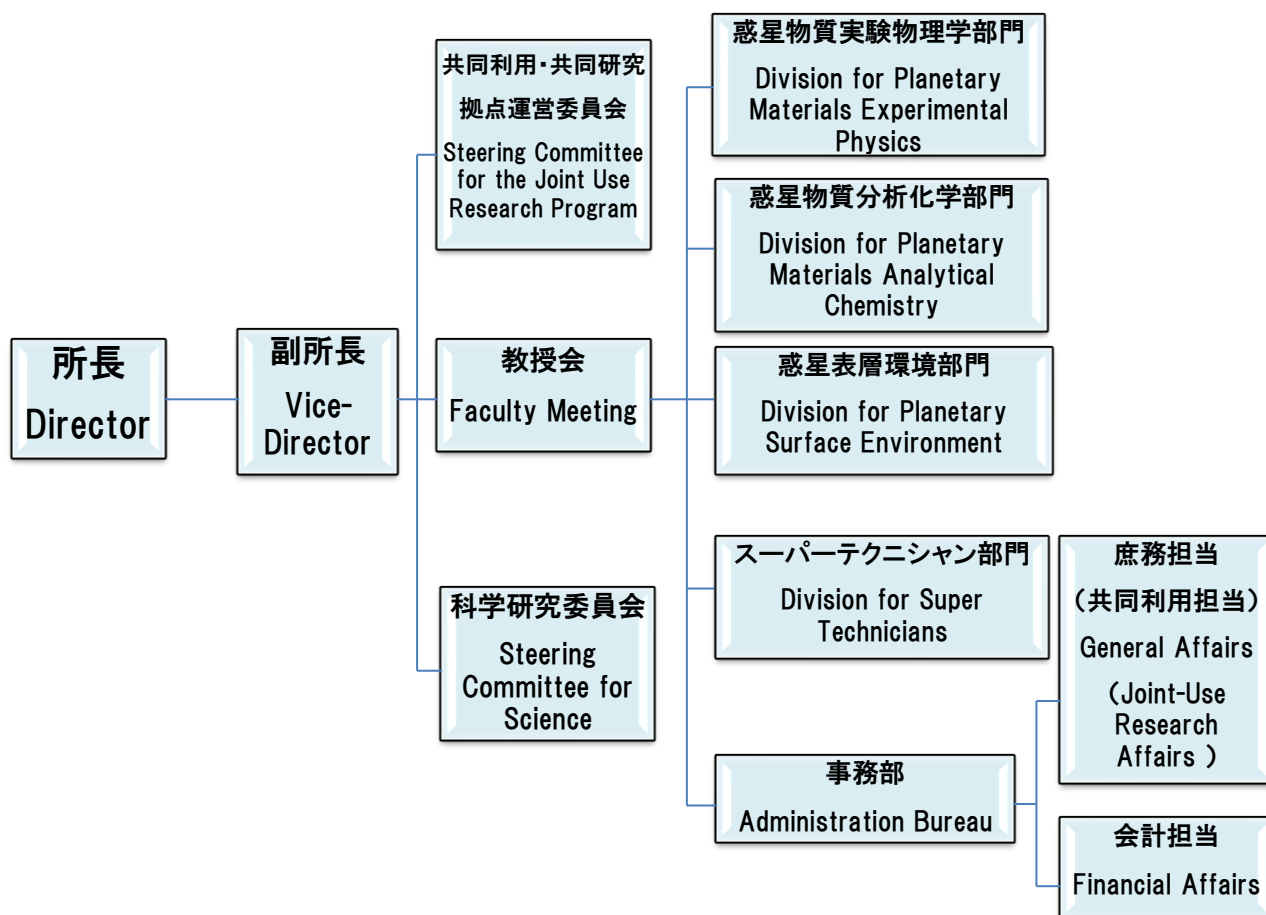 所長
Director
副所長
Vice-
Director
共同利用・共同研究
拠点運営委員会
Steering Committee
for the Joint Use
Research Program
教授会
Faculty Meeting
科学研究委員会
Steering
Committee for
Science
惑星物質実験物理学部門
Division for Planetary
Materials Experimental
Physics
惑星物質分析化学部門
Division for Planetary
Materials Analytical
Chemistry
惑星表層環境部門
Division for Planetary
Surface Environment
スーパーテクニシャン部門
Division for Super
Technicians
事務部
Administration Bureau
庶務担当
（共同利用担当）
General Affairs
（Joint-Use
Research
Affairs ）
会計担当
Financial Affairs